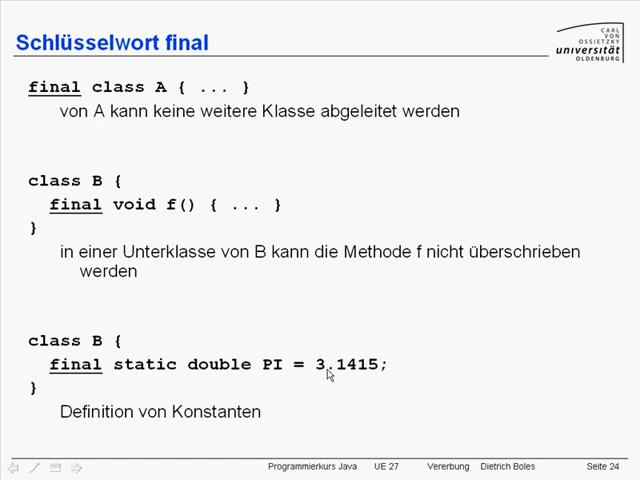 Schlüsselwort final
CARL
VON
OSSIETZKY
universität
OLDENBURG
final class A { ... }
von A kann keine weitere Klasse abgeleitet werden
class B {
final void f() { ... }
}
in einer Unterklasse von B kann die Methode f nicht überschrieben
werden
class B {
final static double PI = 3.1415;
}
Definition von Konstanten
Programmierkurs Java UE 27 Vererbung Dietrich Boles Seite 24